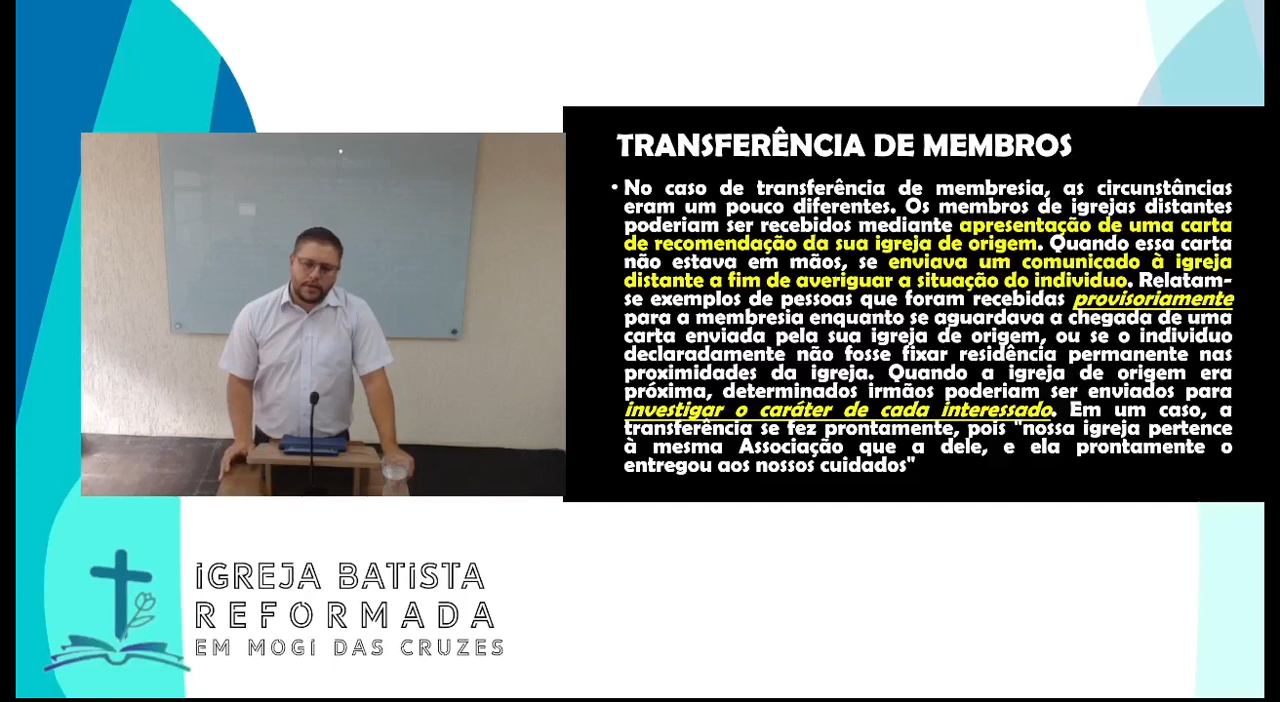 TRANSFERÊNCIA DE MEMBROS
• No caso de transferência de membresia, as circunstâncias
eram um pouco diferentes. Os membros de igrejas distantes
poderiam ser recebidos mediante apresentação de uma carta
de recomendação da sua igreja de origem. Quando essa carta
não estava em mãos, se enviava um comunicado à igreja
distante a fim de averiguar a situação do individuo. Relatam-
se exemplos de pessoas que foram recebidas provisoriamente
para a membresia enquanto se aguardava a chegada de uma
carta enviada pela sua igreja de origem, ou se o individuo
declaradamente não fosse fixar residência permanente nas
proximidades da igreja. Quando a igreja de origem era
próxima, determinados irmãos poderiam ser enviados para
investigar o caráter de cada interessado. Em um caso, a
transferência se fez prontamente, pois "nossa igreja pertence
à mesma Associação que a dele, e ela prontamente o
entregou aos nossos cuidados"
IGREJA BATISTA
REFORMADA
EM MOGI DAS CRUZES